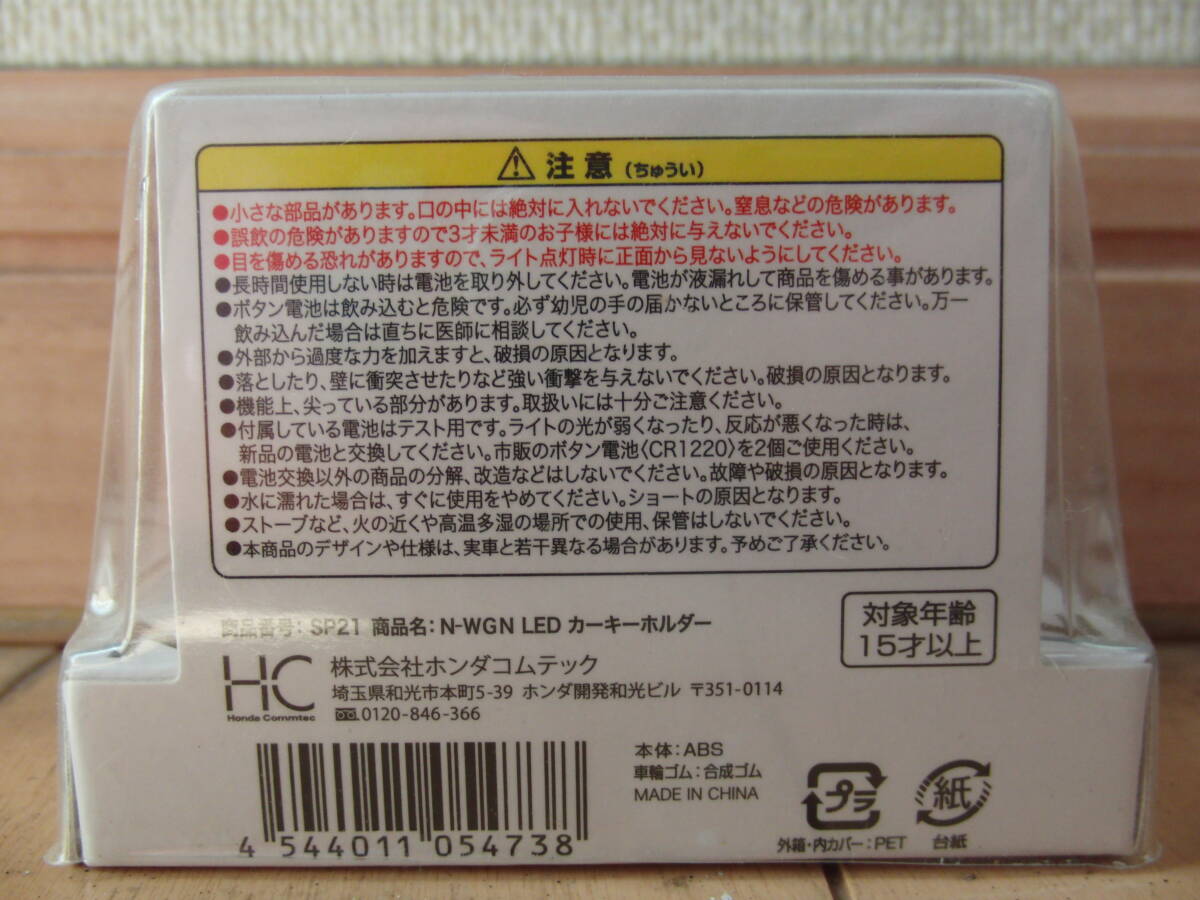 注意(ちゅうい)
●小さな部品があります。口の中には絶対に入れないでください。窒息などの危険があります。
●誤飲の危険がありますので3才未満のお子様には絶対に与えないでください。
●目を傷める恐れがありますので、ライト点灯時に正面から見ないようにしてください。
●長時間使用しない時は電池を取り外してください。電池が液漏れして商品を傷める事があります。
●ボタン電池は飲み込むと危険です。必ず幼児の手の届かないところに保管してください。万一
飲み込んだ場合は直ちに医師に相談してください。
●外部から過度な力を加えますと、破損の原因となります。
●落としたり、壁に衝突させたりなど強い衝撃を与えないでください。破損の原因となります。
●機能上、尖っている部分があります。取扱いには十分ご注意ください。
●付属している電池はテスト用です。ライトの光が弱くなったり、反応が悪くなった時は、
新品の電池と交換してください。市販のボタン電池〈CR1220〉を2個ご使用ください。
●電池交換以外の商品の分解、改造などはしないでください。故障や破損の原因となります。
●水に濡れた場合は、すぐに使用をやめてください。ショートの原因となります。
●ストーブなど、火の近くや高温多湿の場所での使用、保管はしないでください。
●本商品のデザインや仕様は、実車と若干異なる場合があります。予めご了承ください。
商品番号：SP21 商品名：N-WGN LED カーキーホルダー
対象年齢
15才以上
HC
Honda Commtec
株式会社ホンダコムテック
埼玉県和光市本町5-39 ホンダ開発和光ビル 〒351-0114
0120-846-366
4 544011 054738
本体：ABS
車輪ゴム：合成ゴム
MADE IN CHINA
プラ
外箱・内カバー：PET
紙
台紙